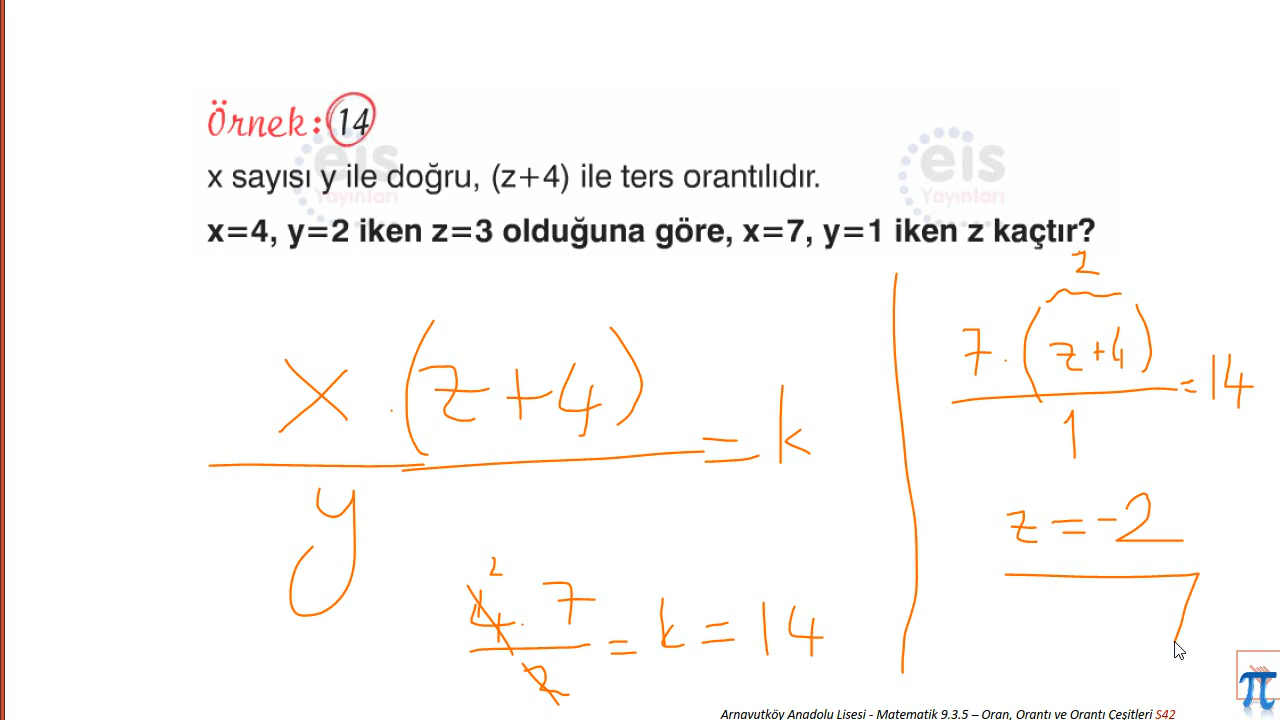 Örnek: 14
eis Yayınları
eis Yayınları
x sayısı y ile doğru, (z+4) ile ters orantılıdır.
x=4, y=2 iken z=3 olduğuna göre, x=7, y=1 iken z kaçtır?
x . (z+4)
y
= k
2
4 . 7
2
= k = 14
2
7 . (z+4)
1
= 14
z = -2
π
Arnavutköy Anadolu Lisesi - Matematik 9.3.5 – Oran, Orantı ve Orantı Çeşitleri S42